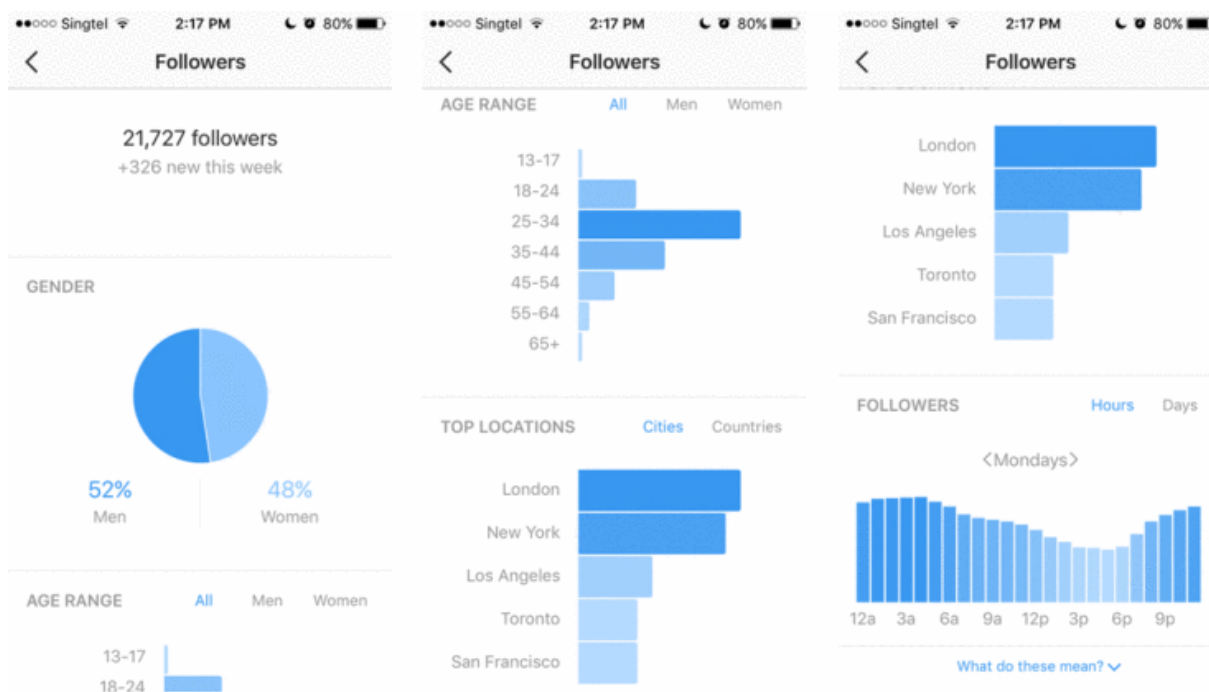 ●●○○○ Singtel 2:17 PM 80%
Followers
21,727 followers
+326 new this week
GENDER
52%
Men
48%
Women
AGE RANGE All Men Women
13-17
18-24
●●○○○ Singtel 2:17 PM 80%
Followers
AGE RANGE All Men Women
13-17
18-24
25-34
35-44
45-54
55-64
65+
TOP LOCATIONS Cities Countries
London
New York
Los Angeles
Toronto
San Francisco
●●○○○ Singtel 2:17 PM 80%
Followers
London
New York
Los Angeles
Toronto
San Francisco
FOLLOWERS Hours Days
<Mondays>
12a 3a 6a 9a 12p 3p 6p 9p
What do these mean?